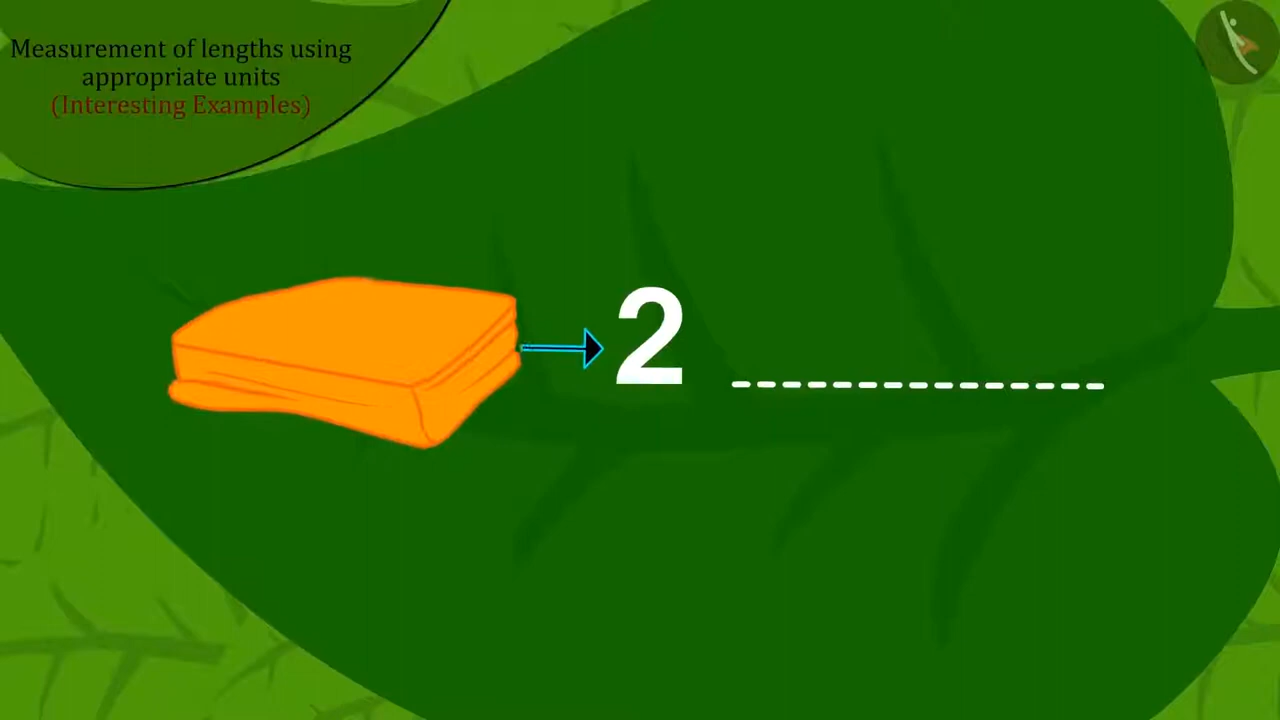 Measurement of lengths using
appropriate units
(Interesting Examples)
2